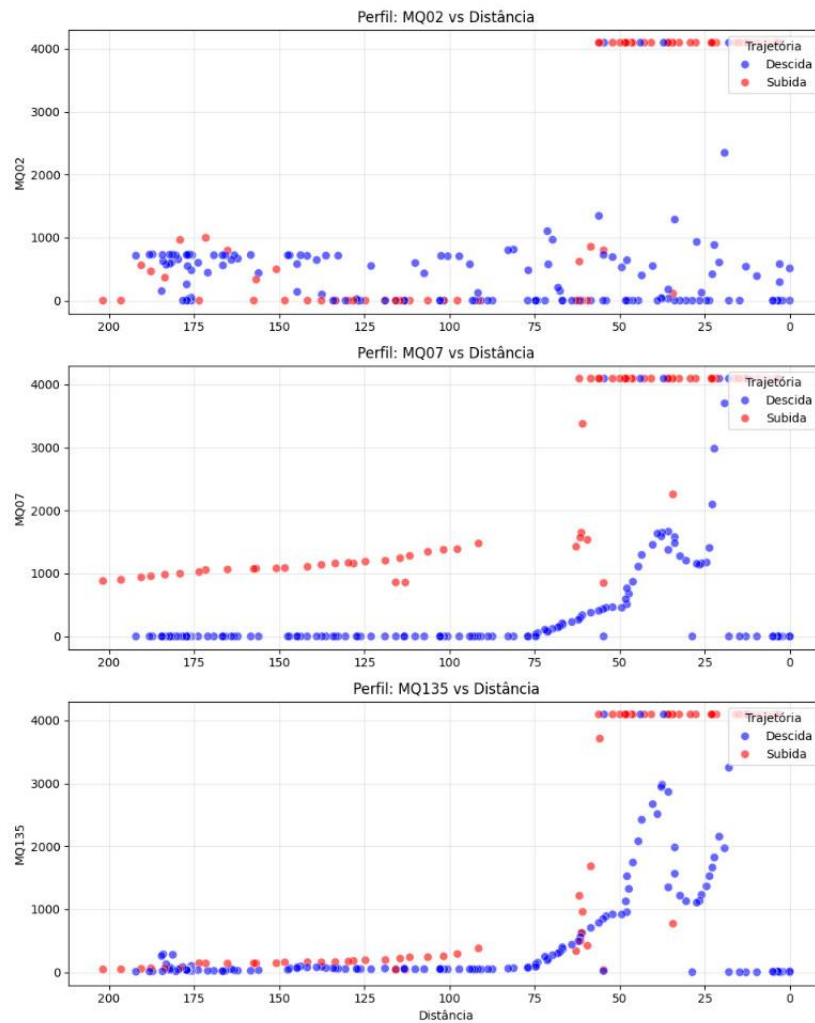 Perfil: MQ02 vs Distância
4000
3000
2000
1000
0
MQ02
Trajetória
Descida
Subida
200
175
150
125
100
75
50
25
0
Perfil: MQ07 vs Distância
4000
3000
2000
1000
0
MQ07
Trajetória
Descida
Subida
200
175
150
125
100
75
50
25
0
Perfil: MQ135 vs Distância
4000
3000
2000
1000
0
MQ135
Trajetória
Descida
Subida
200
175
150
125
100
75
50
25
0
Distância